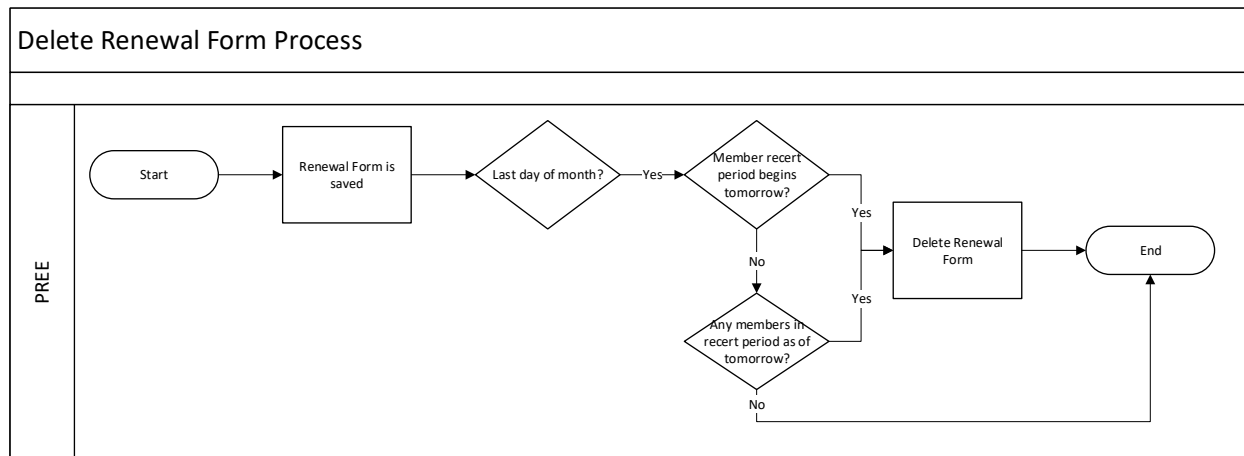 Delete Renewal Form Process
PREE
Start
Renewal Form is
saved
Last day of month?
Yes
Member recert
period begins
tomorrow?
Yes
No
Any members in
recert period as of
tomorrow?
Yes
No
Delete Renewal
Form
End